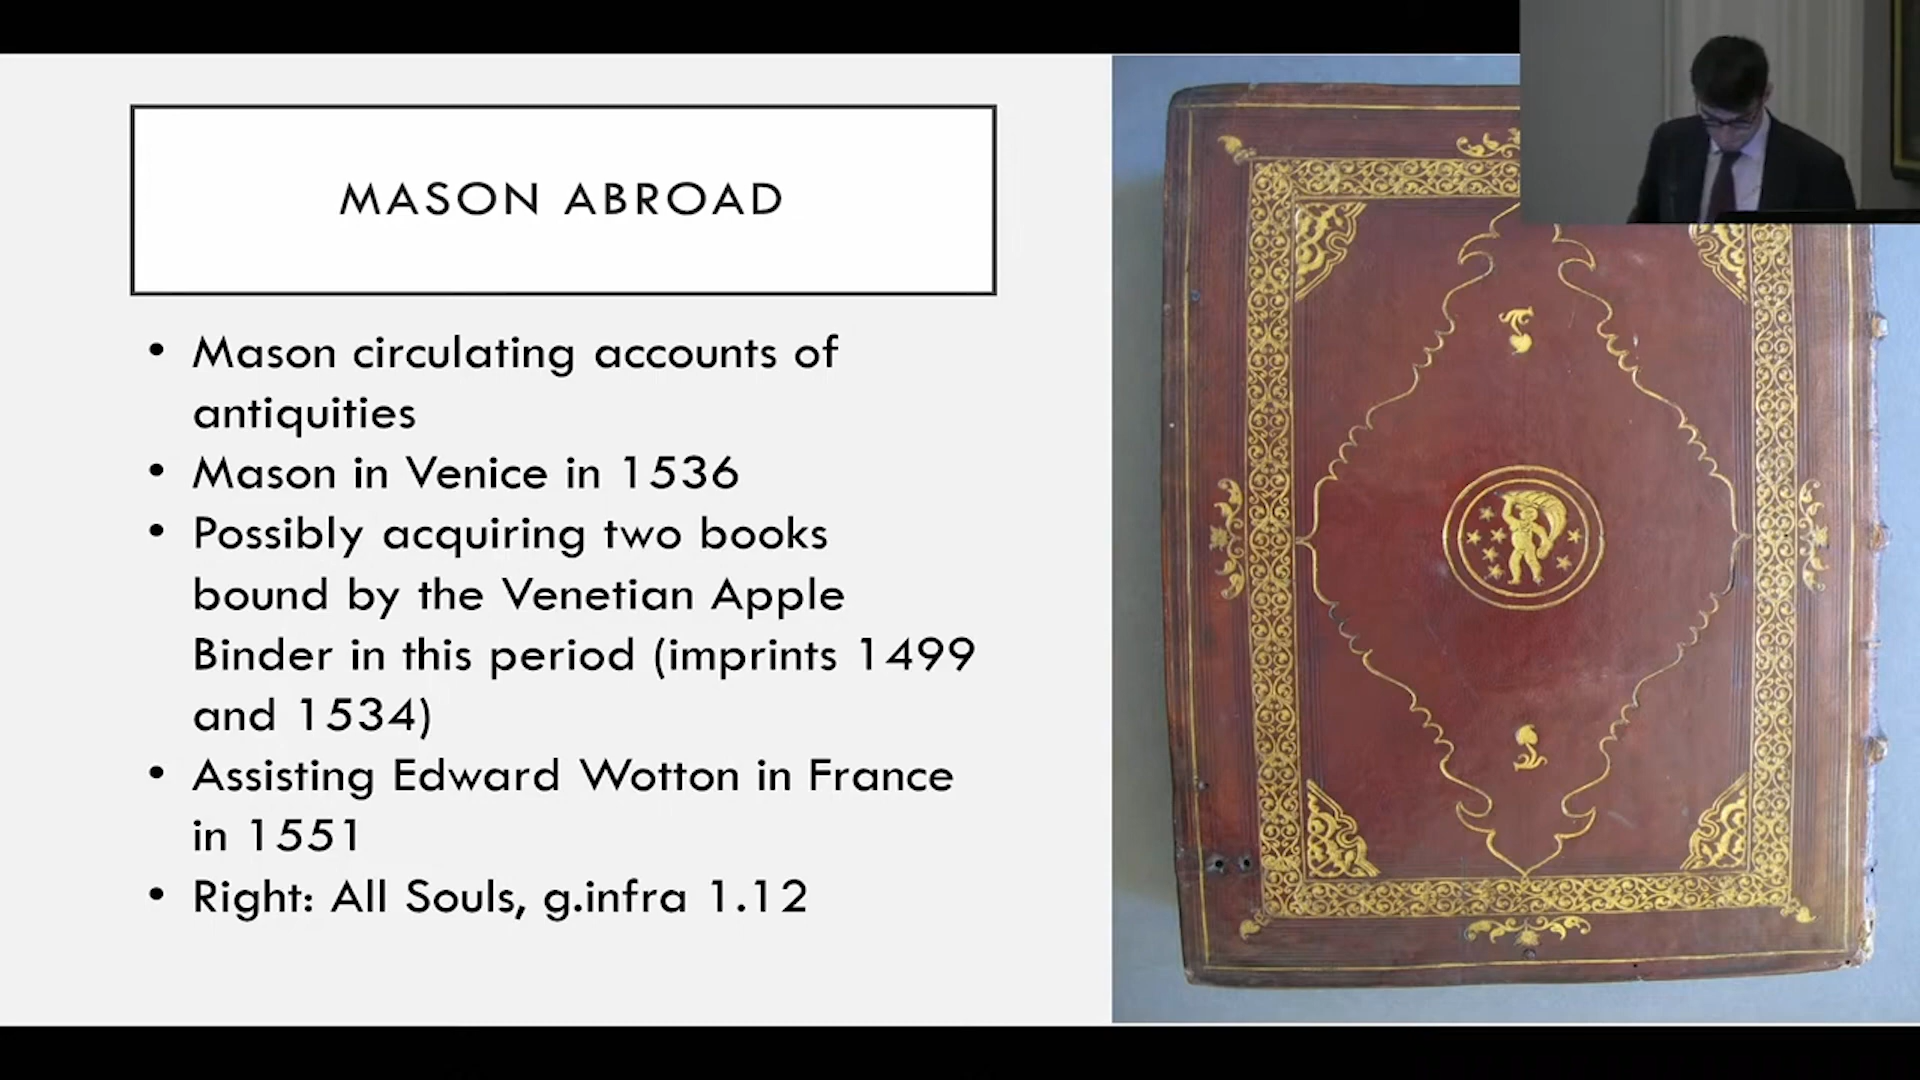 MASON ABROAD
• Mason circulating accounts of
antiquities
• Mason in Venice in 1536
• Possibly acquiring two books
bound by the Venetian Apple
Binder in this period (imprints 1499
and 1534)
• Assisting Edward Wotton in France
in 1551
• Right: All Souls, g.infra 1.12